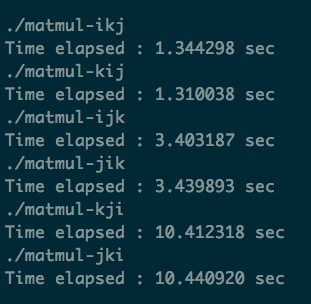 ./matmul-ikj
Time elapsed : 1.344298 sec
./matmul-kij
Time elapsed : 1.310038 sec
./matmul-ijk
Time elapsed : 3.403187 sec
./matmul-jik
Time elapsed : 3.439893 sec
./matmul-kji
Time elapsed : 10.412318 sec
./matmul-jki
Time elapsed : 10.440920 sec